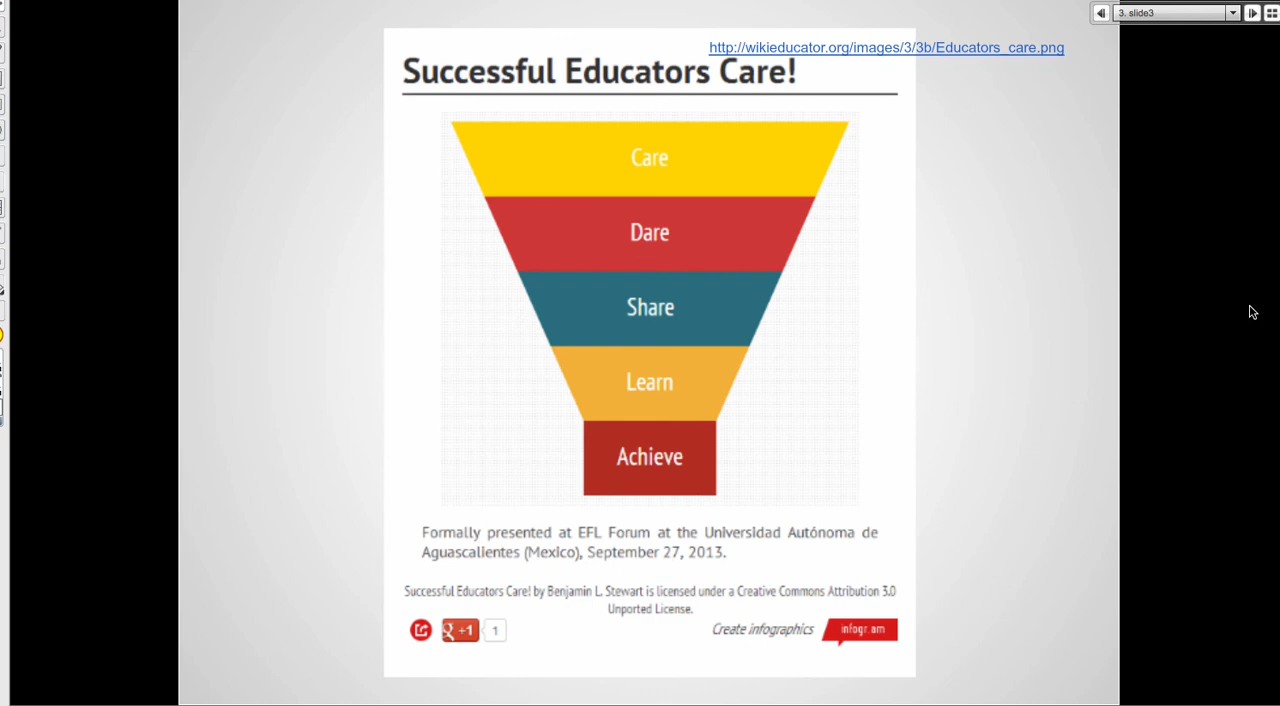 3. slide3
http://wikieducator.org/images/3/3b/Educators_care.png
Successful Educators Care!
Care
Dare
Share
Learn
Achieve
Formally presented at EFL Forum at the Universidad Autónoma de
Aguascalientes (Mexico), September 27, 2013.
Successful Educators Care! by Benjamin L. Stewart is licensed under a Creative Commons Attribution 3.0
Unported License.
g +1 1
Create infographics infogr.am